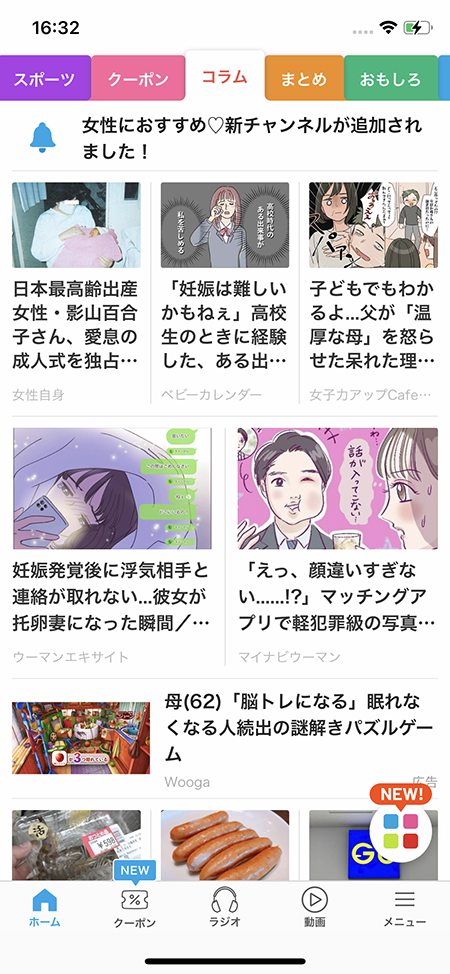 16:32
スポーツ
クーポン
コラム
まとめ
おもしろ
女性におすすめ♡新チャンネルが追加され
ました！
私を苦しめる
高校時代の
ある出来事が
日本最高齢出産
女性・影山百合
子さん、愛息の
成人式を独占…
女性自身
「妊娠は難しい
かもねぇ」高校
生のときに経験
した、ある出…
ベビーカレンダー
子どもでもわか
るよ…父が「温
厚な母」を怒ら
せた呆れた理…
女子力アップCafe…
話が
入ってこない…
妊娠発覚後に浮気相手と
連絡が取れない…彼女が
托卵妻になった瞬間／…
ウーマンエキサイト
「えっ、顔違いすぎな
い……!?」マッチングア
プリで軽犯罪級の写真…
マイナビウーマン
あと3つ隠れている
母(62)「脳トレになる」眠れな
くなる人続出の謎解きパズルゲー
ム
Wooga
広告
活
¥598
NEW!
NEW
ホーム
クーポン
ラジオ
動画
メニュー